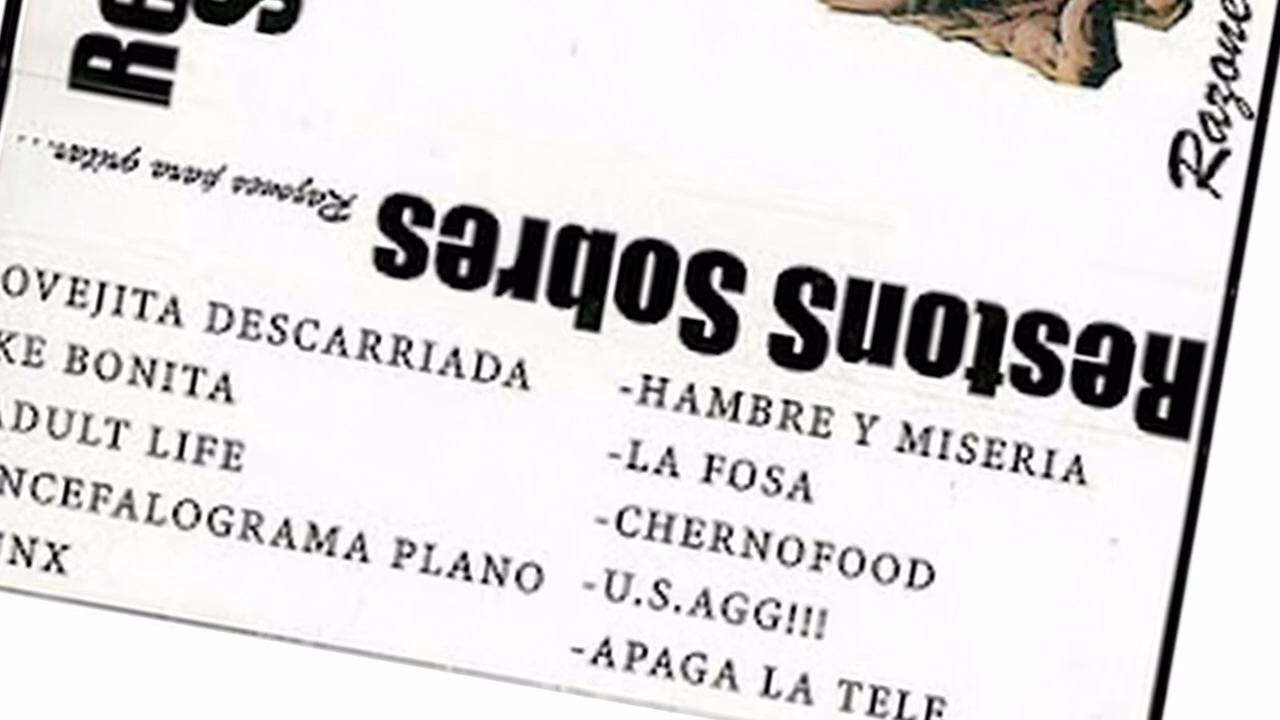 Razone
Razones para gritar...
Restons Sobres
OVEJITA DESCARRIADA
KE BONITA
ADULT LIFE
NCEFALOGRAMA PLANO
NX
-HAMBRE Y MISERIA
-LA FOSA
-CHERNOFOOD
-U.S.AGG!!!
-APAGA LA TELE